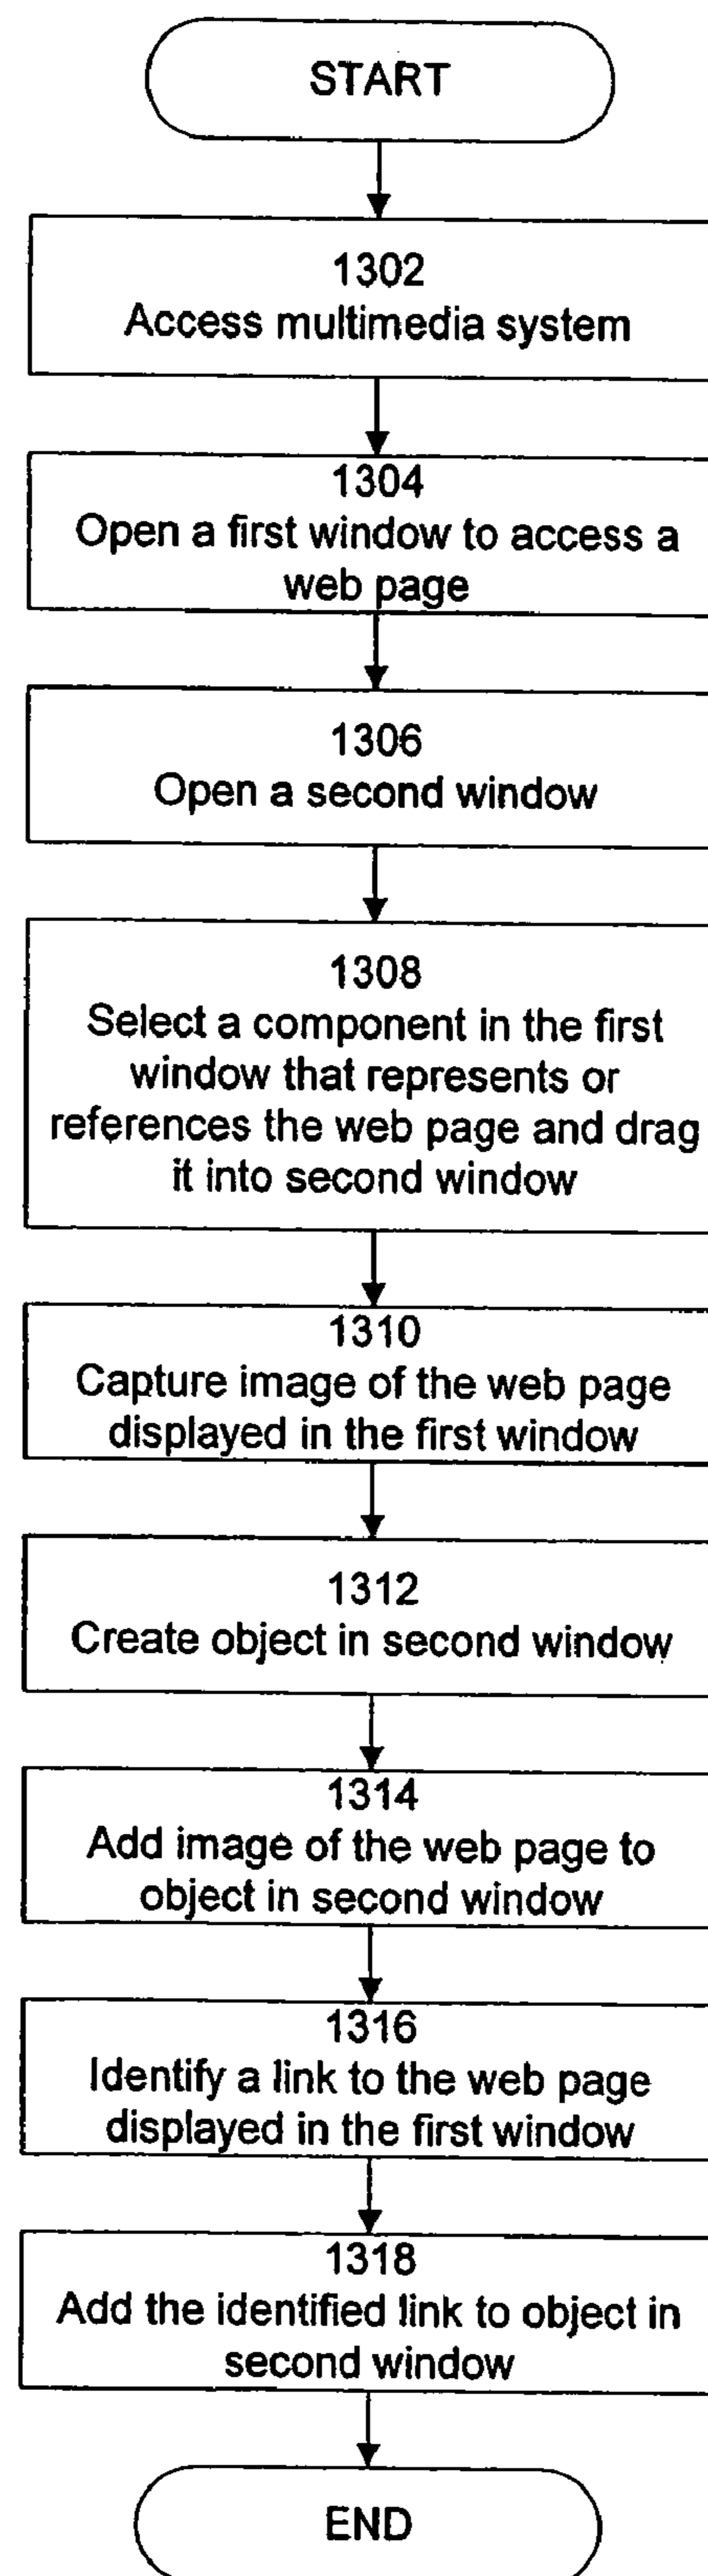 START
1302
Access multimedia system
1304
Open a first window to access a
web page
1306
Open a second window
1308
Select a component in the first
window that represents or
references the web page and drag
it into second window
1310
Capture image of the web page
displayed in the first window
1312
Create object in second window
1314
Add image of the web page to
object in second window
1316
Identify a link to the web page
displayed in the first window
1318
Add the identified link to object in
second window
END